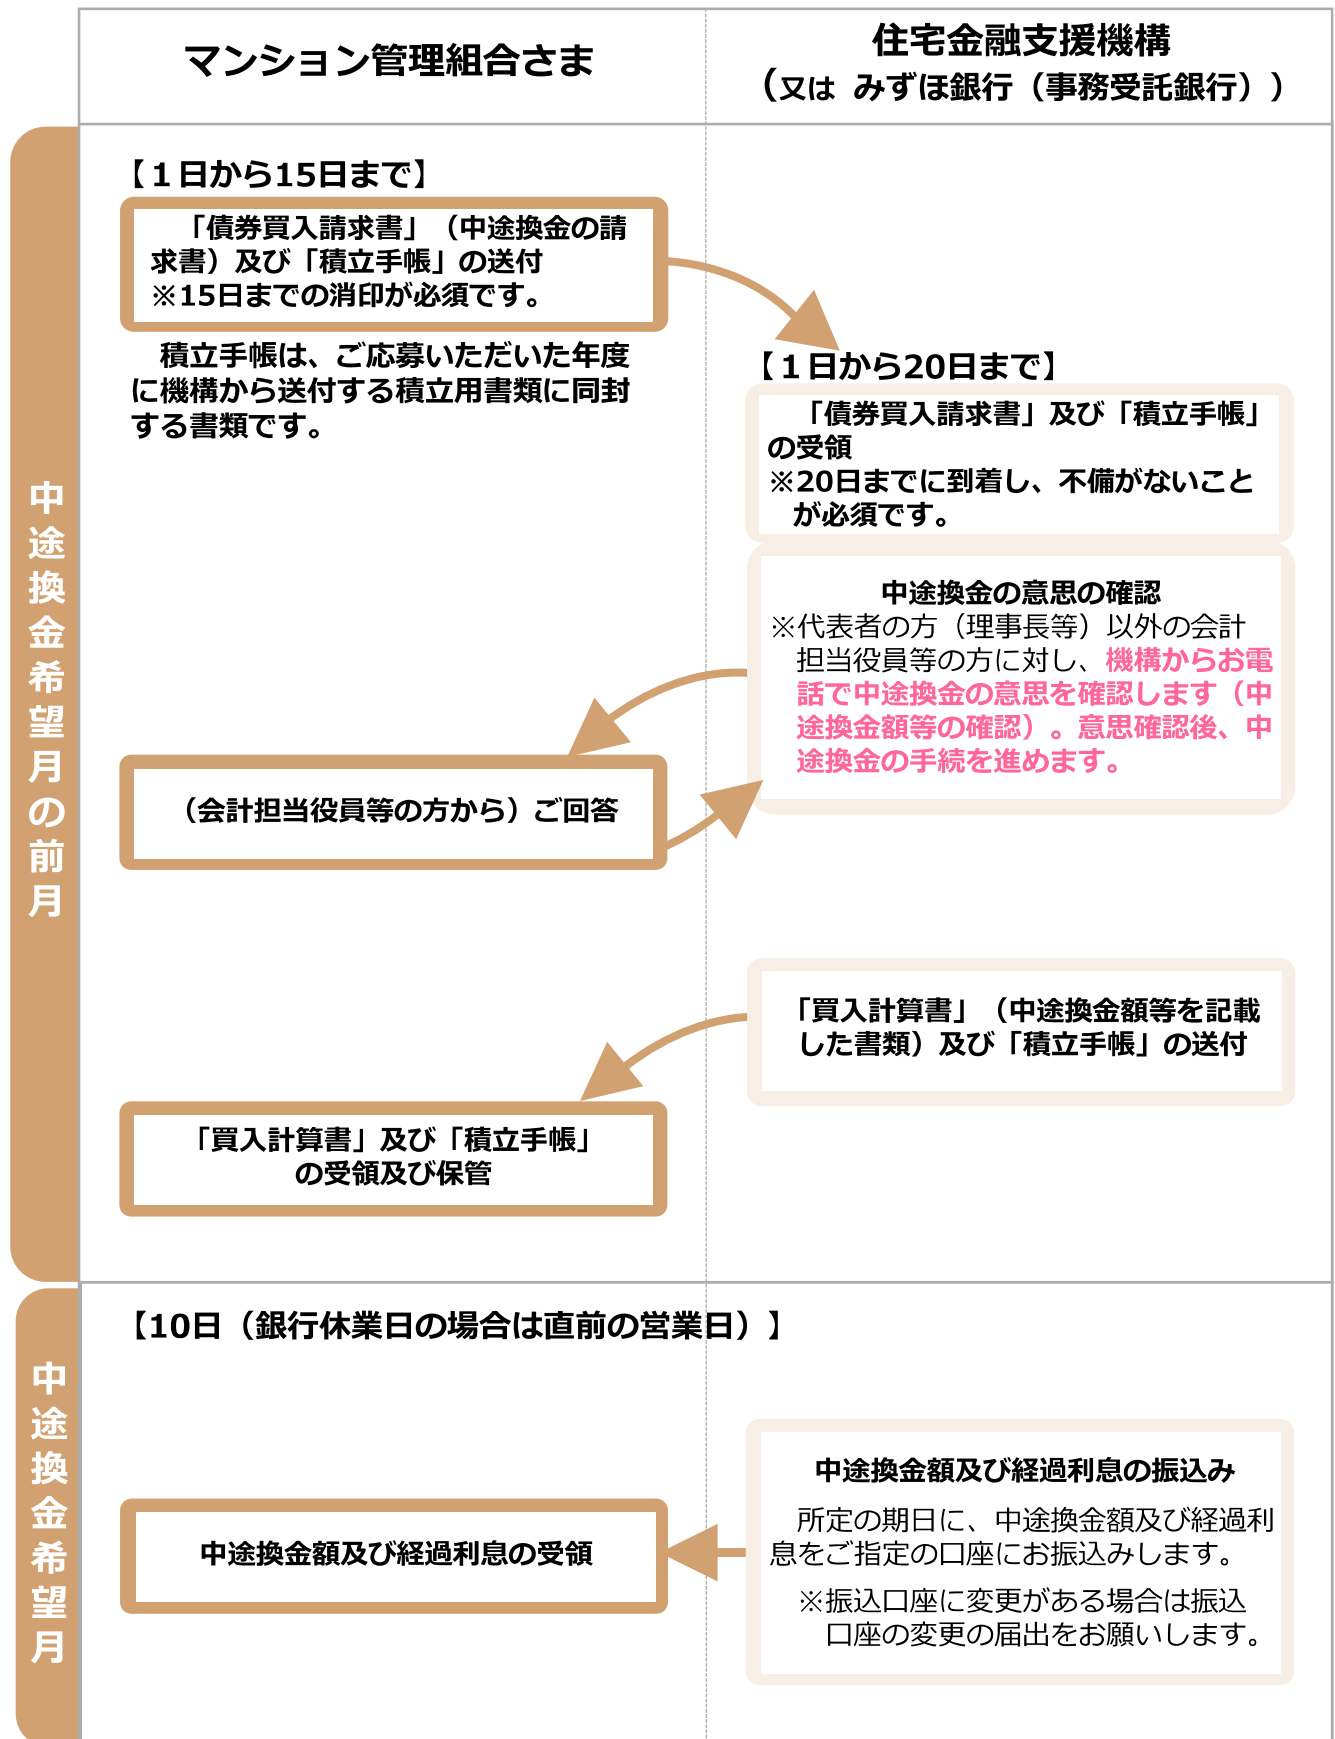 マンション管理組合さま
住宅金融支援機構
（又は みずほ銀行（事務受託銀行））
中途換金希望月の前月
【１日から15日まで】
「債券買入請求書」（中途換金の請
求書）及び「積立手帳」の送付
※15日までの消印が必須です。
積立手帳は、ご応募いただいた年度
に機構から送付する積立用書類に同封
する書類です。
【１日から20日まで】
「債券買入請求書」及び「積立手帳」
の受領
※20日までに到着し、不備がないこと
が必須です。
中途換金の意思の確認
※代表者の方（理事長等）以外の会計
担当役員等の方に対し、機構からお電
話で中途換金の意思を確認します（中
途換金額等の確認）。意思確認後、中
途換金の手続を進めます。
（会計担当役員等の方から）ご回答
「買入計算書」（中途換金額等を記載
した書類）及び「積立手帳」の送付
「買入計算書」及び「積立手帳」
の受領及び保管
中途換金希望月
【10日（銀行休業日の場合は直前の営業日）】
中途換金額及び経過利息の振込み
所定の期日に、中途換金額及び経過利
息をご指定の口座にお振込みします。
※振込口座に変更がある場合は振込
口座の変更の届出をお願いします。
中途換金額及び経過利息の受領